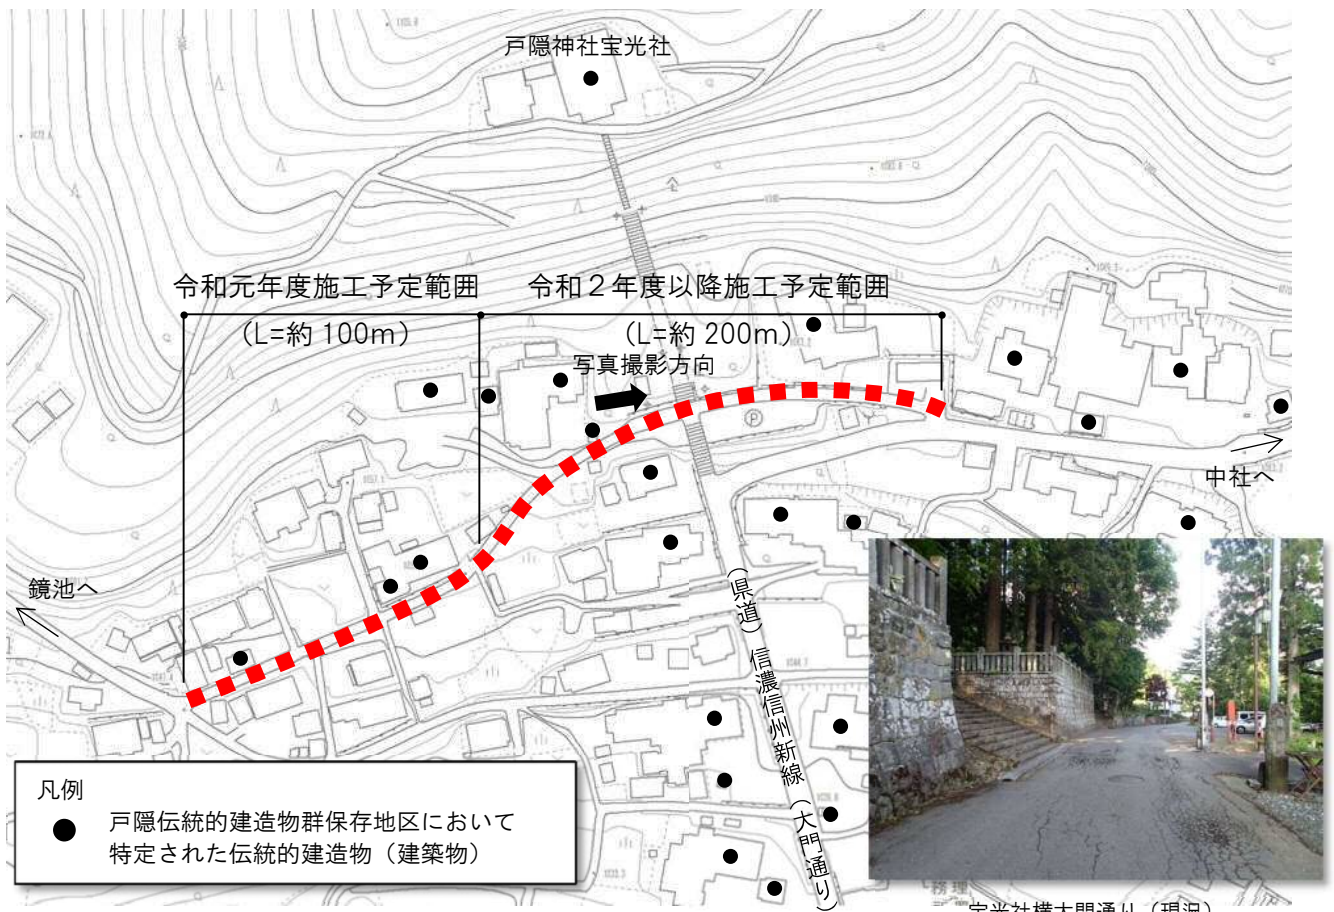 戸隠神社宝光社
令和元年度施工予定範囲
(L=約 100m)
令和２年度以降施工予定範囲
(L=約 200m)
写真撮影方向
P
中社へ
鏡池へ
(県道) 信濃信州新線 (大門通り)
凡例
戸隠伝統的建造物群保存地区において
特定された伝統的建造物（建築物）